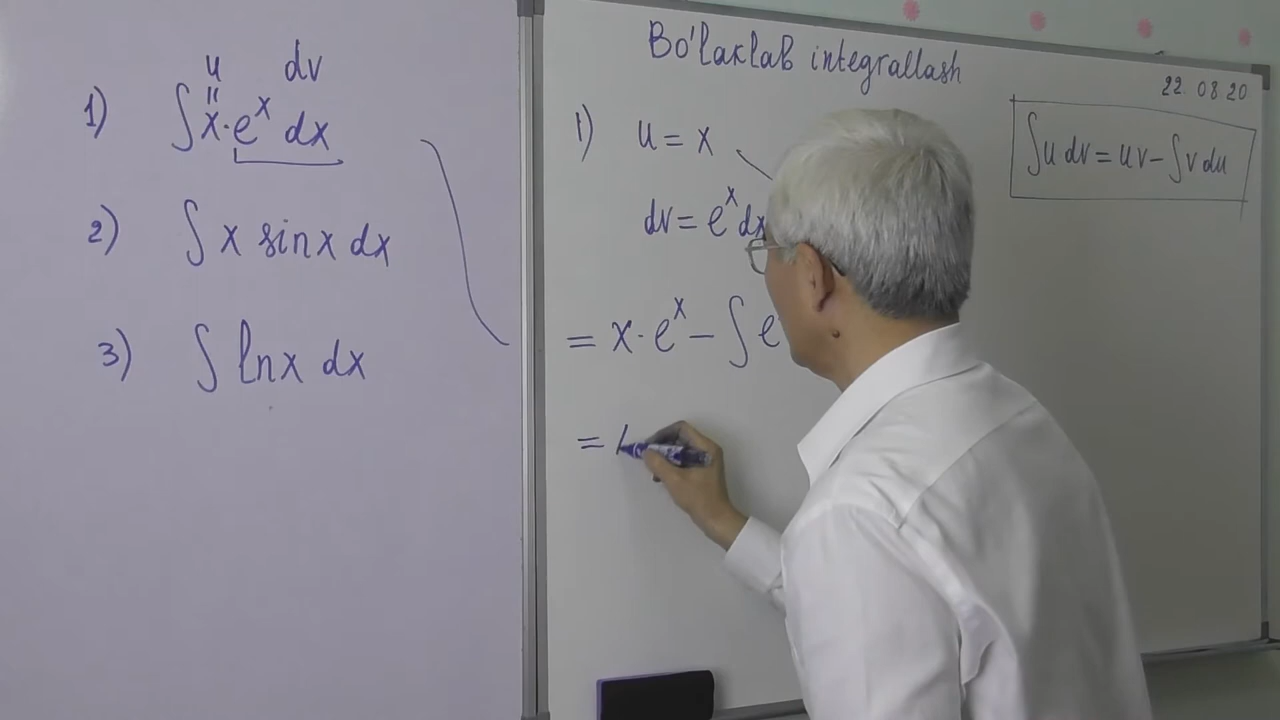 Bo'laklab integrallash
22 08 20
∫u dv = uv − ∫v du
u dv
||
1) ∫x·eˣ dx
2) ∫x sinx dx
3) ∫lnx dx
1) u = x
dv = eˣ dx
= x·eˣ − ∫e
=